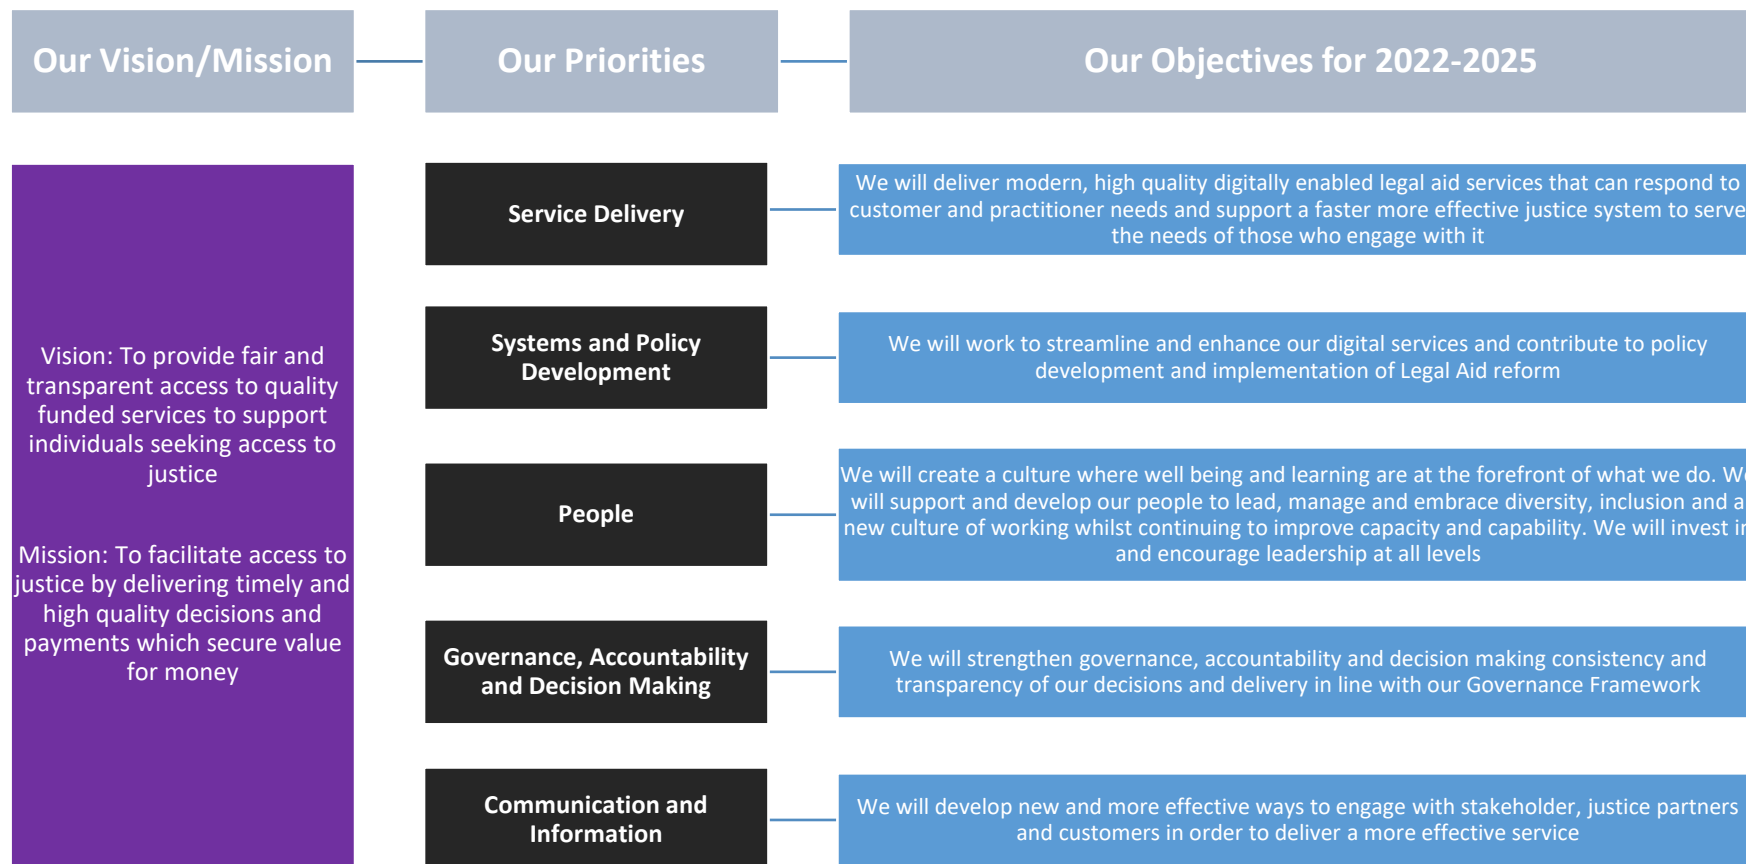 Our Vision/Mission
Our Priorities
Our Objectives for 2022-2025
Vision: To provide fair and
transparent access to quality
funded services to support
individuals seeking access to
justice
Mission: To facilitate access to
justice by delivering timely and
high quality decisions and
payments which secure value
for money
Service Delivery
We will deliver modern, high quality digitally enabled legal aid services that can respond to
customer and practitioner needs and support a faster more effective justice system to serve
the needs of those who engage with it
Systems and Policy
Development
We will work to streamline and enhance our digital services and contribute to policy
development and implementation of Legal Aid reform
People
We will create a culture where well being and learning are at the forefront of what we do. We
will support and develop our people to lead, manage and embrace diversity, inclusion and a
new culture of working whilst continuing to improve capacity and capability. We will invest in
and encourage leadership at all levels
Governance, Accountability
and Decision Making
We will strengthen governance, accountability and decision making consistency and
transparency of our decisions and delivery in line with our Governance Framework
Communication and
Information
We will develop new and more effective ways to engage with stakeholder, justice partners
and customers in order to deliver a more effective service